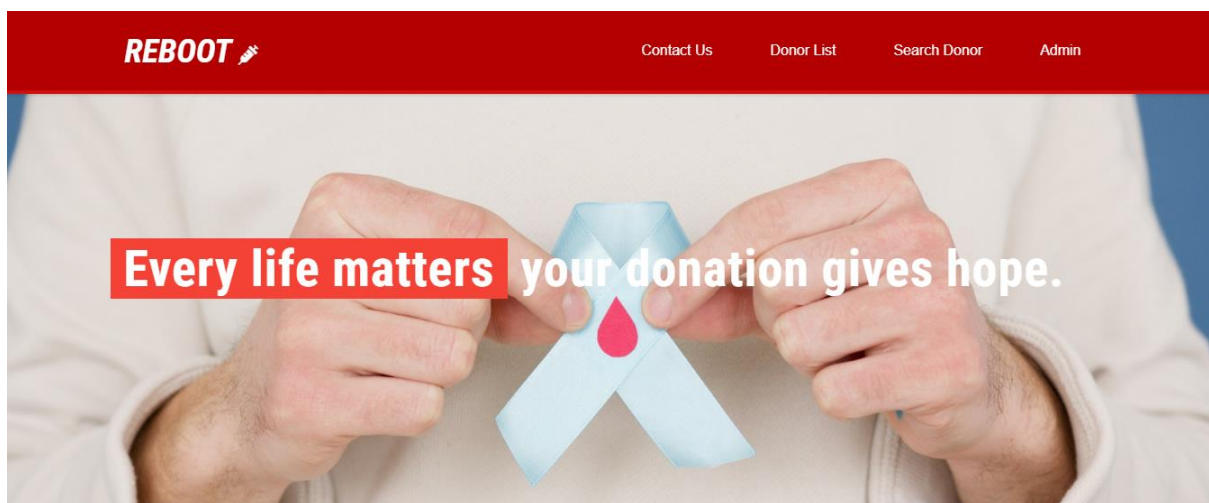 REBOOT
Contact Us Donor List Search Donor Admin
Every life matters your donation gives hope.